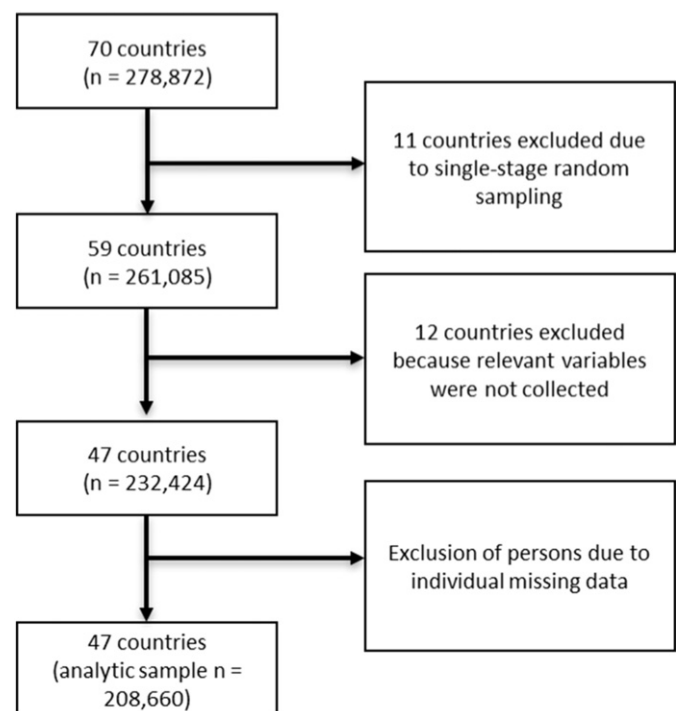 70 countries
(n = 278,872)
11 countries excluded due
to single-stage random
sampling
59 countries
(n = 261,085)
12 countries excluded
because relevant variables
were not collected
47 countries
(n = 232,424)
Exclusion of persons due to
individual missing data
47 countries
(analytic sample n =
208,660)